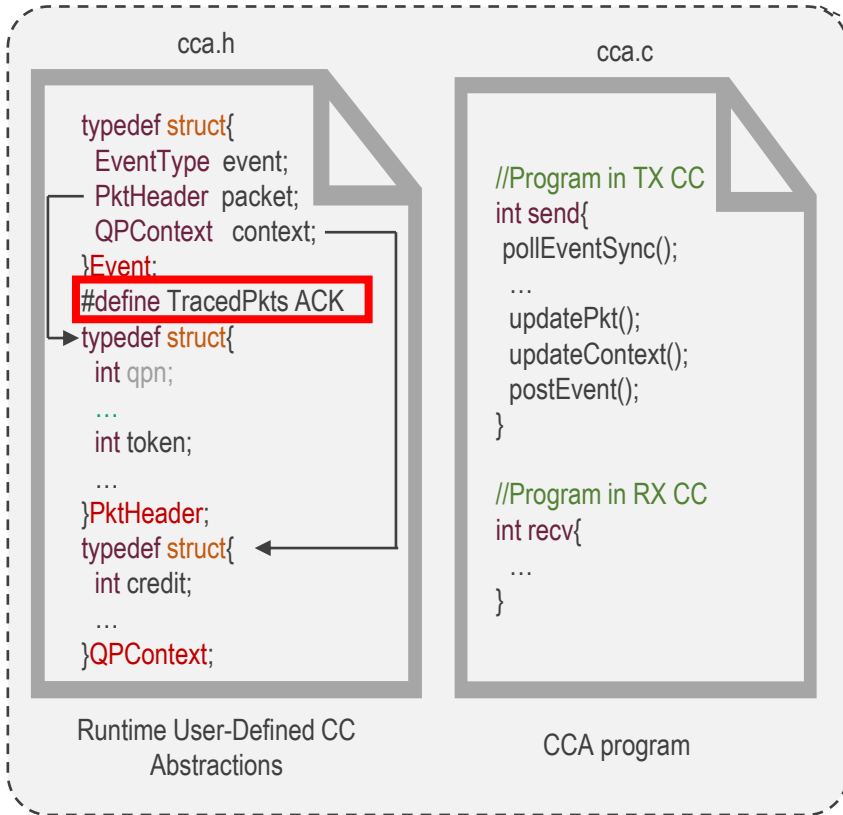 cca.h
typedef struct{
EventType event;
PktHeader packet;
QPContext context;
}Event;
#define TracedPkts ACK
typedef struct{
int qpn;
…
int token;
…
}PktHeader;
typedef struct{
int credit;
…
}QPContext;
Runtime User-Defined CC
Abstractions
cca.c
//Program in TX CC
int send{
pollEventSync();
…
updatePkt();
updateContext();
postEvent();
}
//Program in RX CC
int recv{
…
}
CCA program